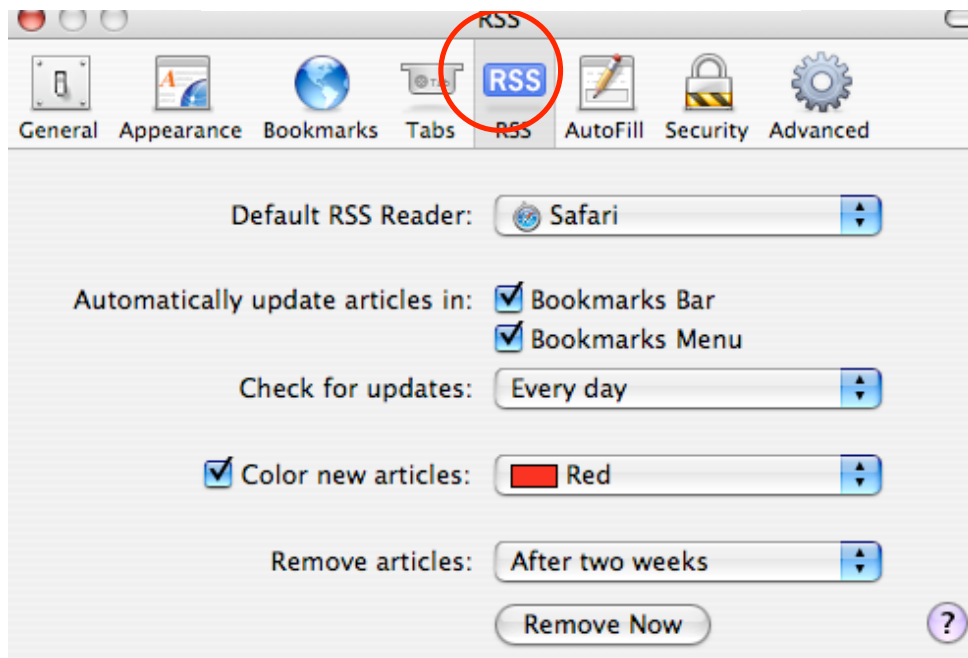 RSS
A Tab RSS
General Appearance Bookmarks Tabs RSS AutoFill Security Advanced
Default RSS Reader: Safari
Automatically update articles in: Bookmarks Bar
Bookmarks Menu
Check for updates: Every day
Color new articles: Red
Remove articles: After two weeks
Remove Now ?